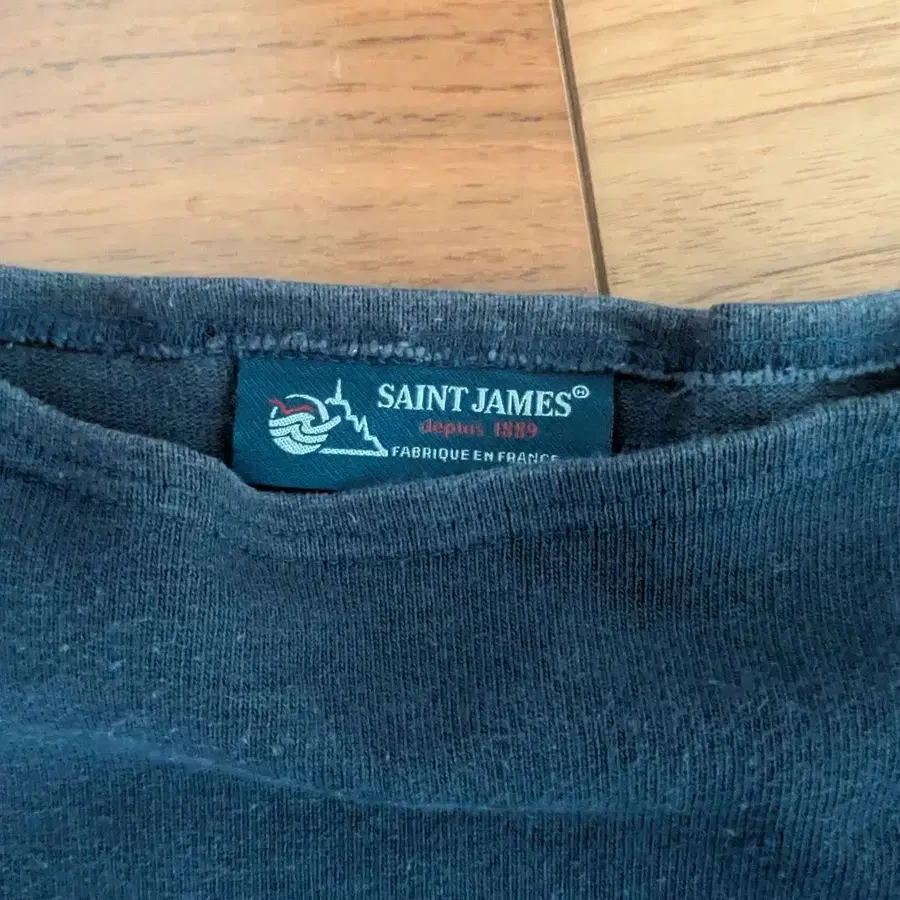 SAINT JAMES®
depuis 1889
FABRIQUE EN FRANCE